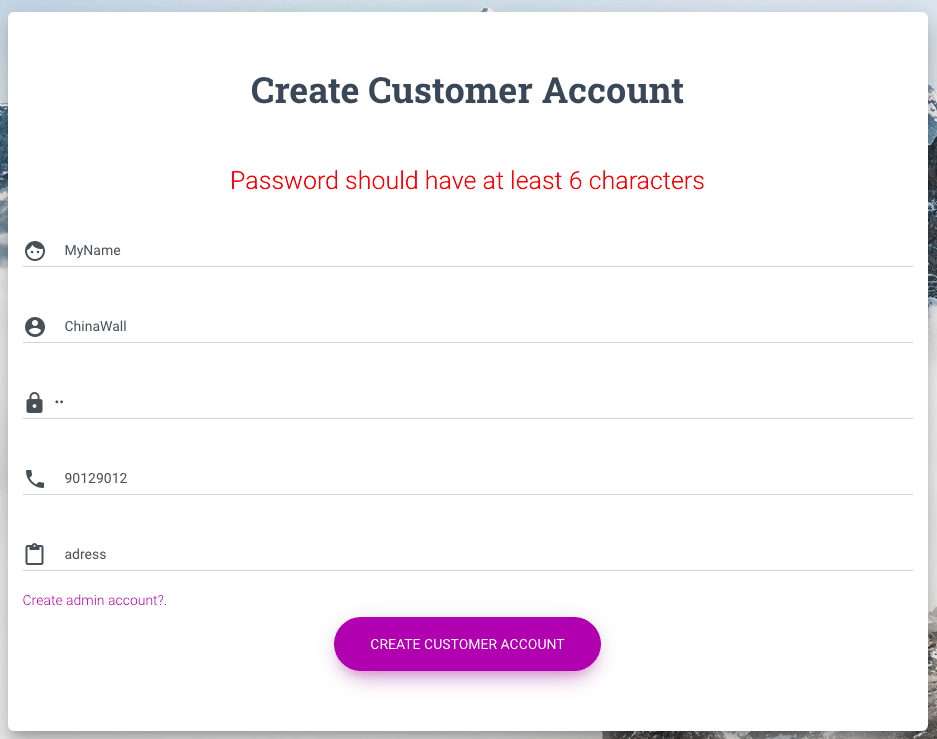 Create Customer Account
Password should have at least 6 characters
MyName
ChinaWall
••
90129012
adress
Create admin account?.
CREATE CUSTOMER ACCOUNT